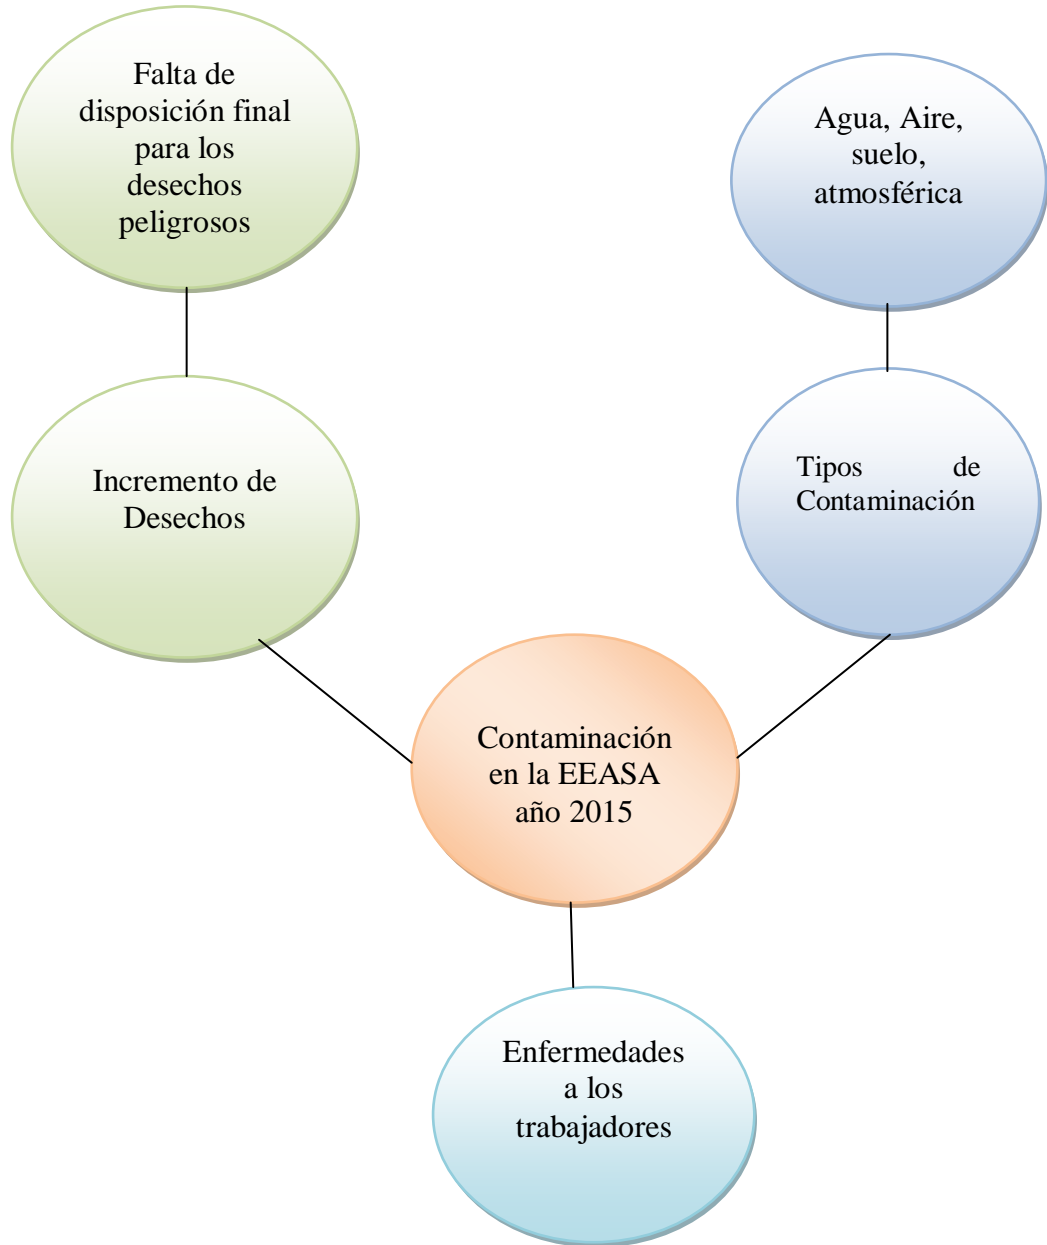 Falta de
disposición final
para los
desechos
peligrosos
Agua, Aire,
suelo,
atmosférica
Incremento de
Desechos
Tipos de
Contaminación
Contaminación
en la EEASA
año 2015
Enfermedades
a los
trabajadores